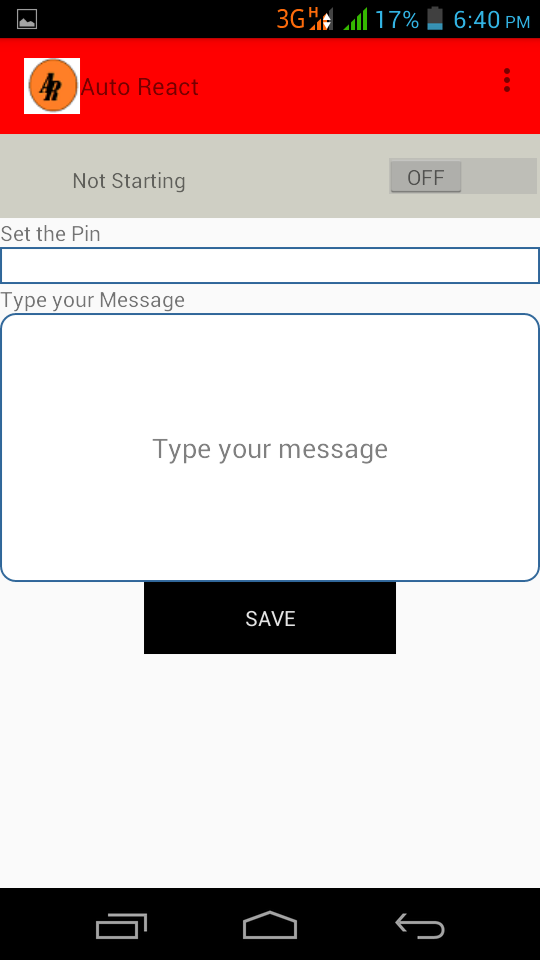 3G H 17% 6:40 PM
AR Auto React
Not Starting OFF
Set the Pin
Type your Message
Type your message
SAVE